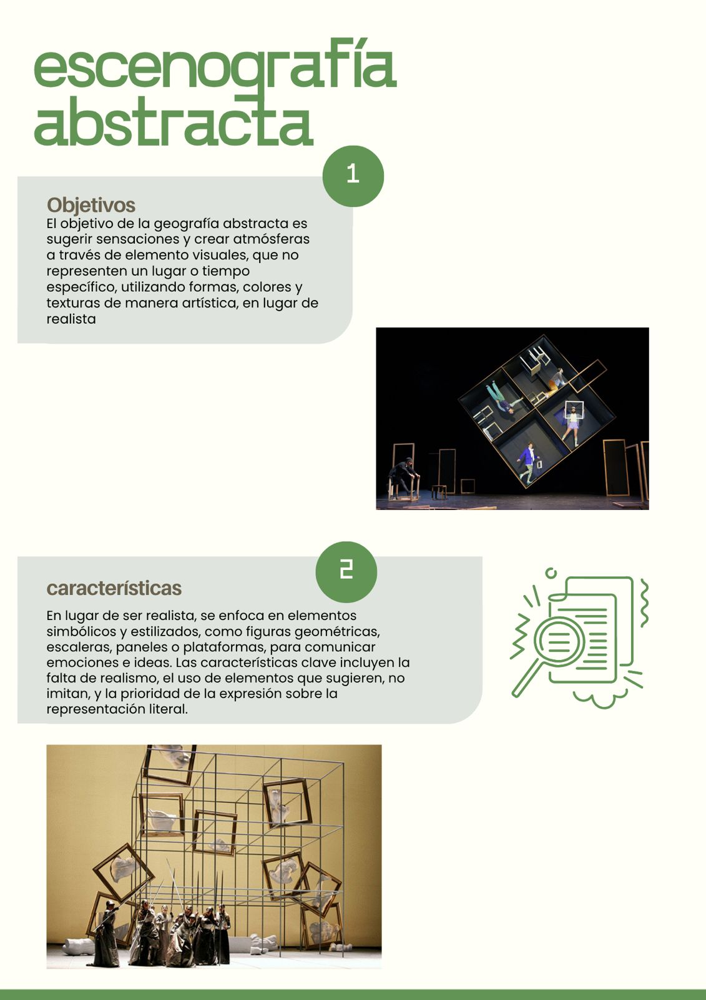 escenografía
abstracta
1
Objetivos
El objetivo de la geografía abstracta es
sugerir sensaciones y crear atmósferas
a través de elemento visuales, que no
representen un lugar o tiempo
específico, utilizando formas, colores y
texturas de manera artística, en lugar de
realista
2
características
En lugar de ser realista, se enfoca en elementos
simbólicos y estilizados, como figuras geométricas,
escaleras, paneles o plataformas, para comunicar
emociones e ideas. Las características clave incluyen la
falta de realismo, el uso de elementos que sugieren, no
imitan, y la prioridad de la expresión sobre la
representación literal.